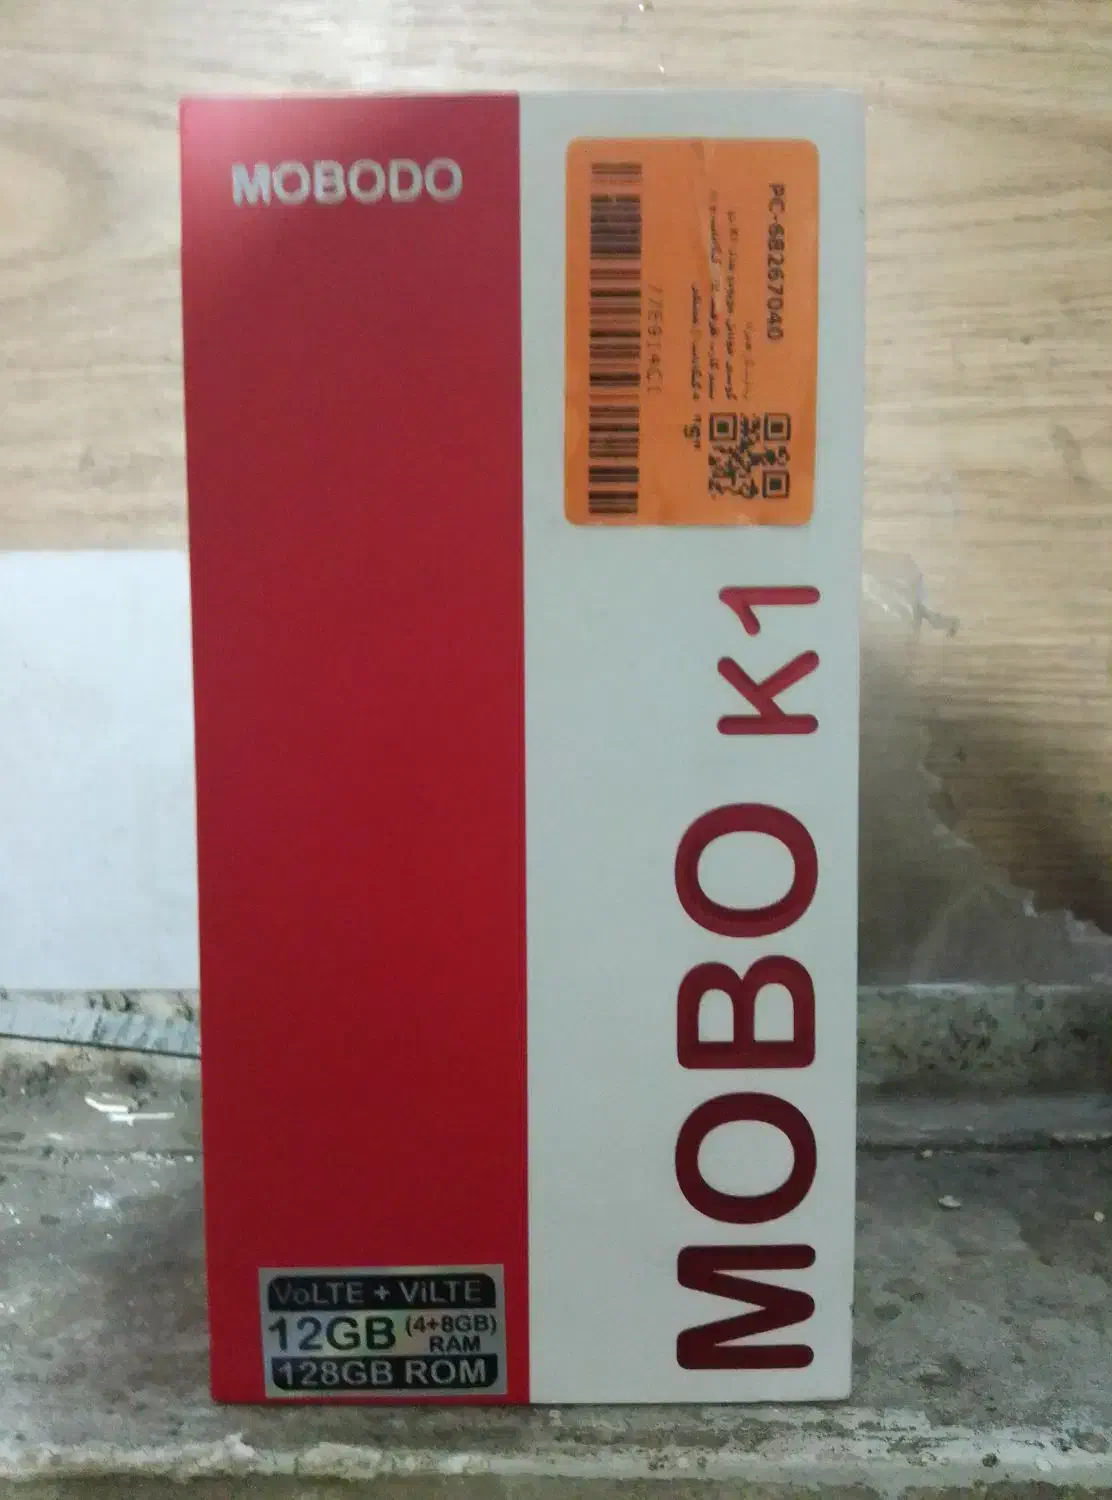 MOBODO
PC-68267040
"g"
MOBO K1
VoLTE + ViLTE
12GB (4+8GB) RAM
128GB ROM